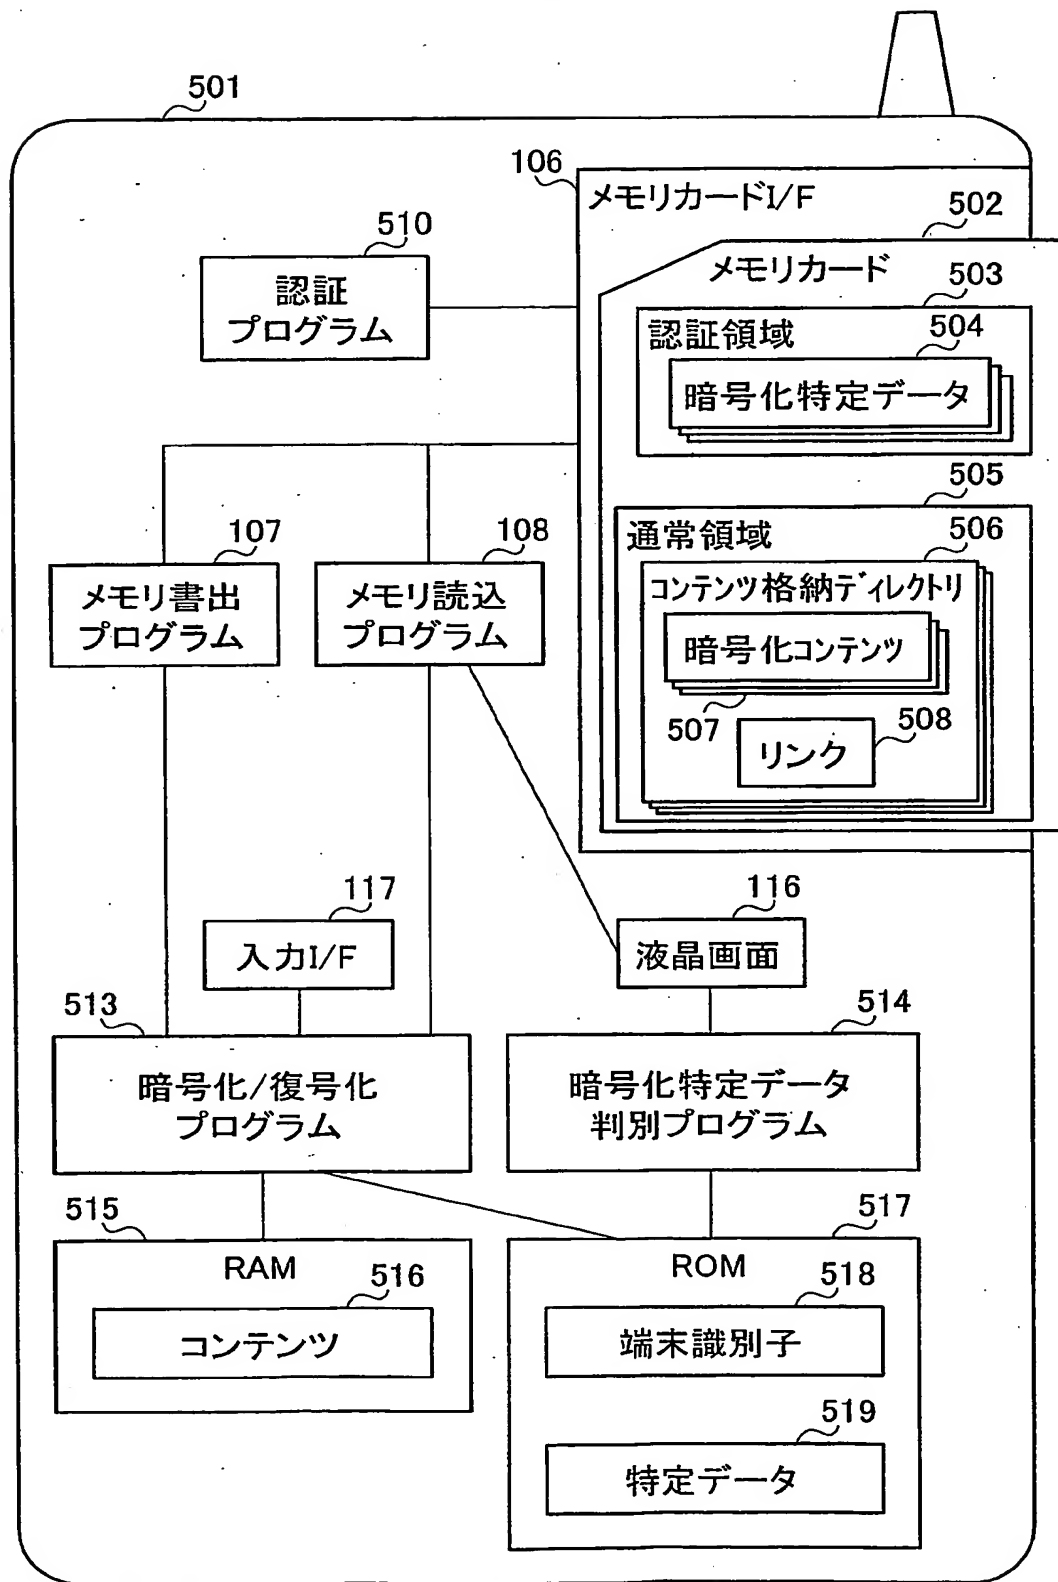 501
106
メモリカードI/F
502
メモリカード
510
認証
プログラム
503
認証領域
504
暗号化特定データ
505
通常領域
506
コンテンツ格納ディレクトリ
暗号化コンテンツ
507
508
リンク
107
メモリ書出
プログラム
108
メモリ読込
プログラム
117
入力I/F
116
液晶画面
513
暗号化/復号化
プログラム
514
暗号化特定データ
判別プログラム
515
RAM
516
コンテンツ
517
ROM
518
端末識別子
519
特定データ